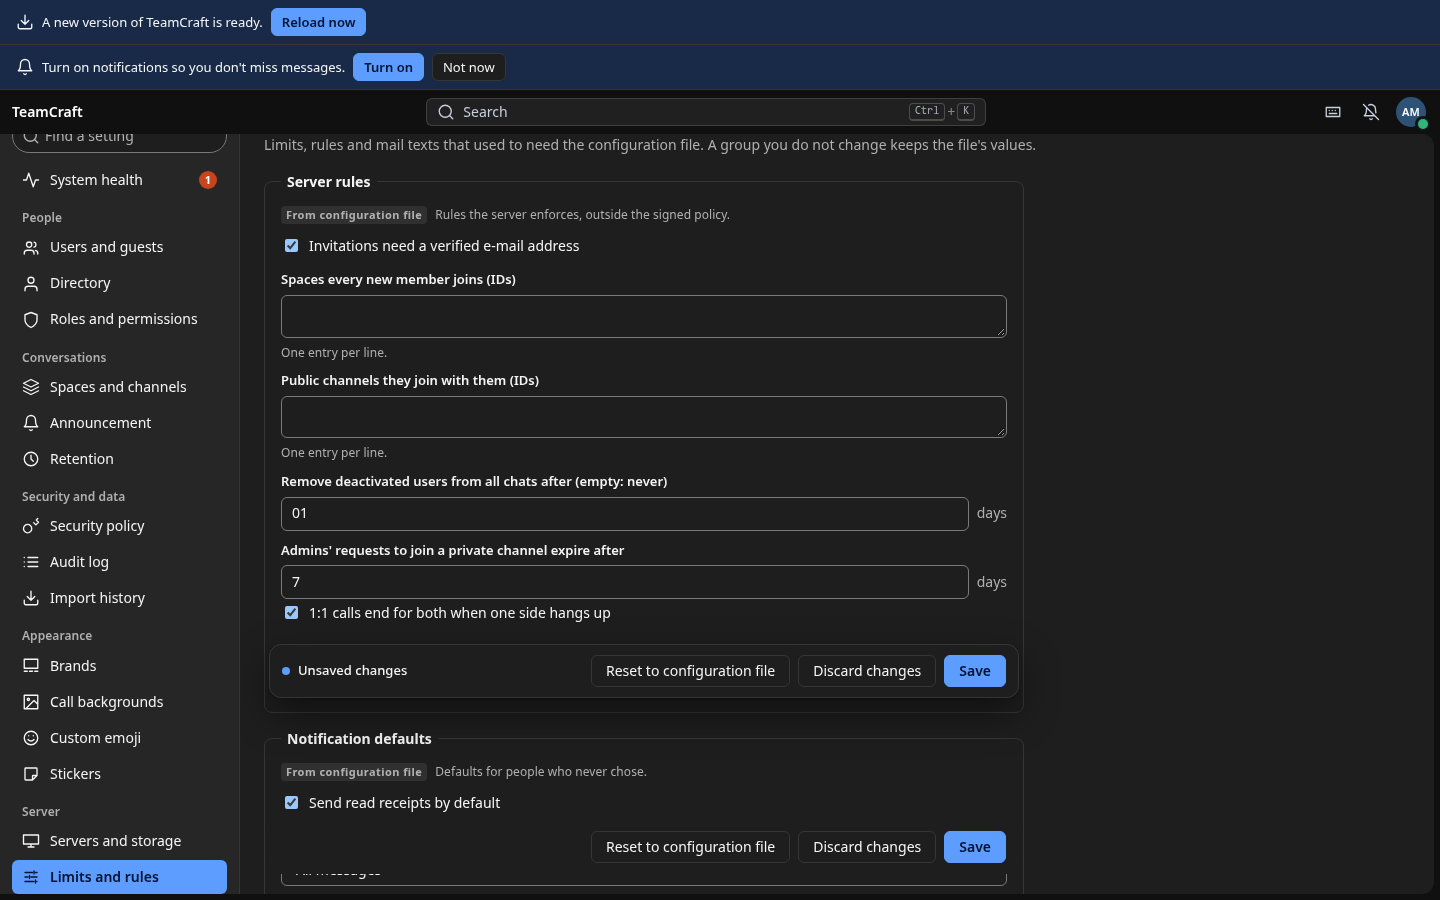 A new version of TeamCraft is ready. Reload now
Turn on notifications so you don't miss messages. Turn on Not now
TeamCraft
Search Ctrl + K
AM
Find a setting
System health 1
People
Users and guests
Directory
Roles and permissions
Conversations
Spaces and channels
Announcement
Retention
Security and data
Security policy
Audit log
Import history
Appearance
Brands
Call backgrounds
Custom emoji
Stickers
Server
Servers and storage
Limits and rules
Limits, rules and mail texts that used to need the configuration file. A group you do not change keeps the file's values.
Server rules
From configuration file Rules the server enforces, outside the signed policy.
Invitations need a verified e-mail address
Spaces every new member joins (IDs)
One entry per line.
Public channels they join with them (IDs)
One entry per line.
Remove deactivated users from all chats after (empty: never)
01 days
Admins' requests to join a private channel expire after
7 days
1:1 calls end for both when one side hangs up
Unsaved changes Reset to configuration file Discard changes Save
Notification defaults
From configuration file Defaults for people who never chose.
Send read receipts by default
Reset to configuration file Discard changes Save
All messages